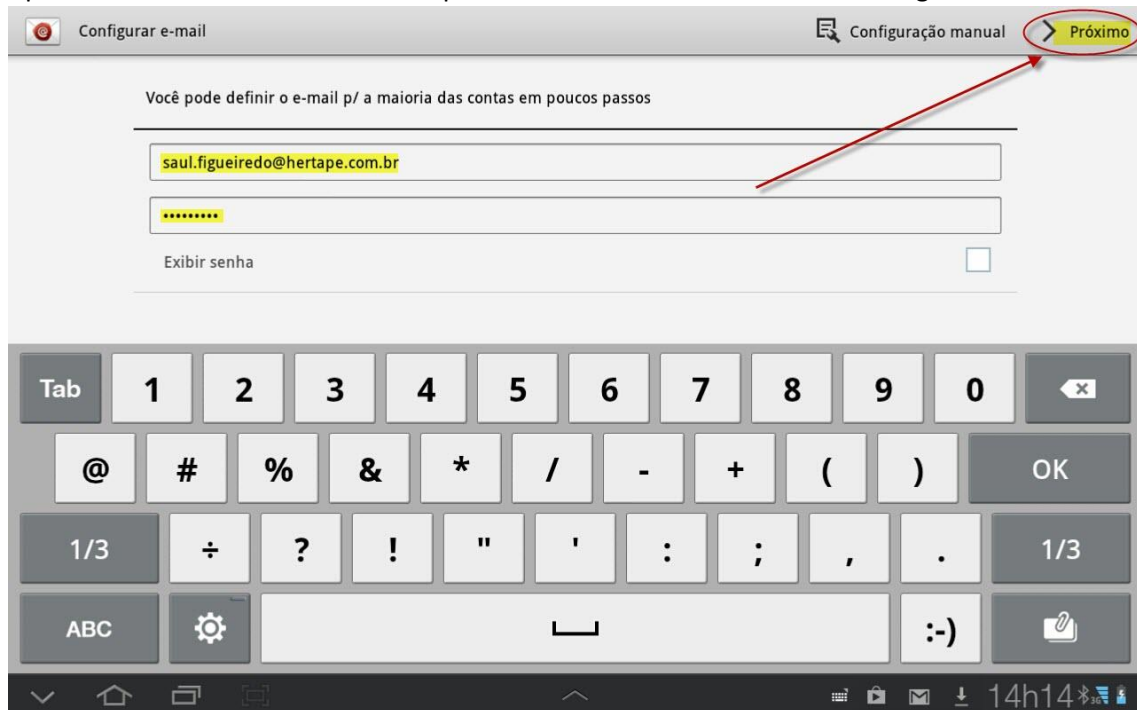 Configurar e-mail
Configuração manual
Próximo
Você pode definir o e-mail p/ a maioria das contas em poucos passos
saul.figueiredo@hertape.com.br
•••••••••
Exibir senha
Tab 1 2 3 4 5 6 7 8 9 0
@ # % & * / - + ( ) OK
1/3 ÷ ? ! " ' : ; , . 1/3
ABC :-)
14h14 3G